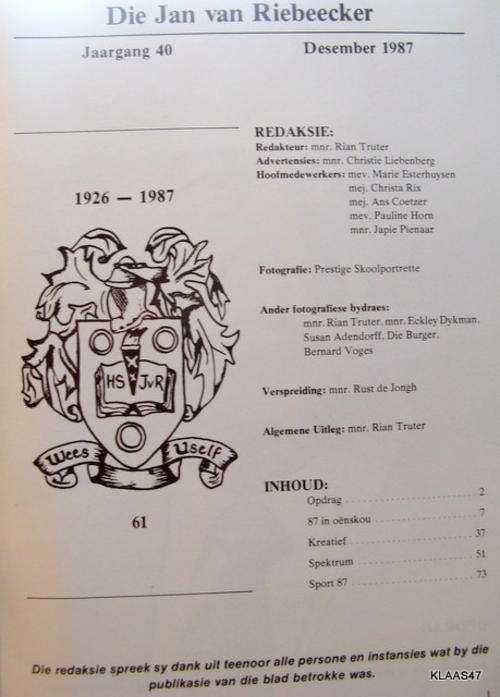 Die Jan van Riebeecker
Jaargang 40 Desember 1987
1926 — 1987
HS JvR
Wees Uself
61
REDAKSIE:
Redakteur: mnr. Rian Truter
Advertensies: mnr. Christie Liebenberg
Hoofmedewerkers: mev. Marie Esterhuysen
mej. Christa Rix
mej. Ans Coetzer
mev. Pauline Horn
mnr. Japie Pienaar
Fotografie: Prestige Skoolportrette
Ander fotografiese bydraes:
mnr. Rian Truter, mnr. Eckley Dykman,
Susan Adendorff, Die Burger,
Bernard Voges
Verspreiding: mnr. Rust de Jongh
Algemene Uitleg: mnr. Rian Truter
INHOUD:
Opdrag 2
87 in oënskou 7
Kreatief 37
Spektrum 51
Sport 87 73
Die redaksie spreek sy dank uit teenoor alle persone en instansies wat by die
publikasie van die blad betrokke was.
KLAAS47